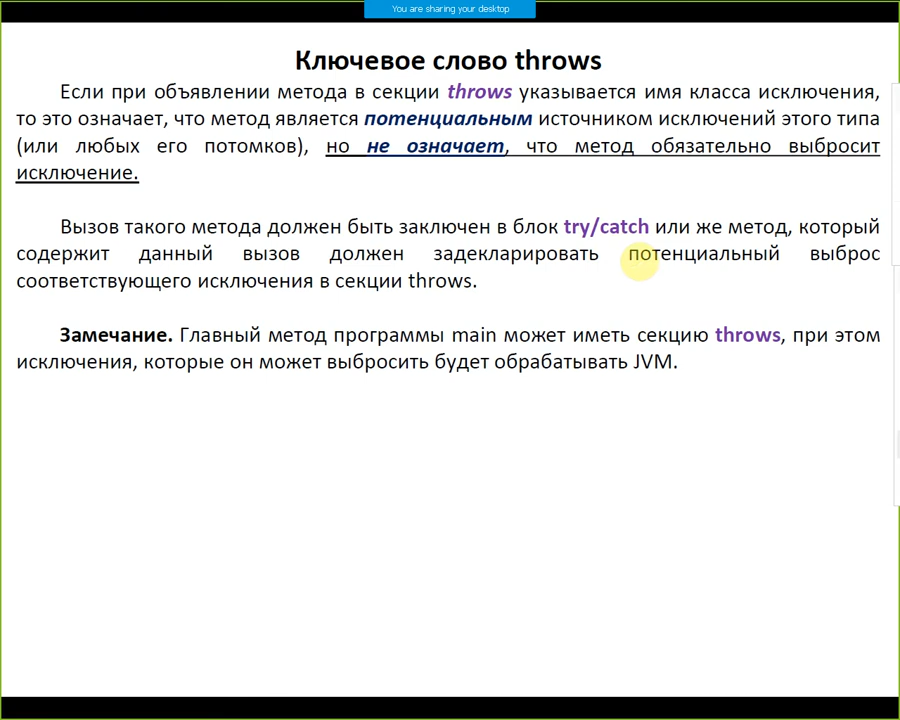 You are sharing your desktop
Ключевое слово throws
Если при объявлении метода в секции throws указывается имя класса исключения,
то это означает, что метод является потенциальным источником исключений этого типа
(или любых его потомков), но не означает, что метод обязательно выбросит
исключение.
Вызов такого метода должен быть заключен в блок try/catch или же метод, который
содержит данный вызов должен задекларировать потенциальный выброс
соответствующего исключения в секции throws.
Замечание. Главный метод программы main может иметь секцию throws, при этом
исключения, которые он может выбросить будет обрабатывать JVM.